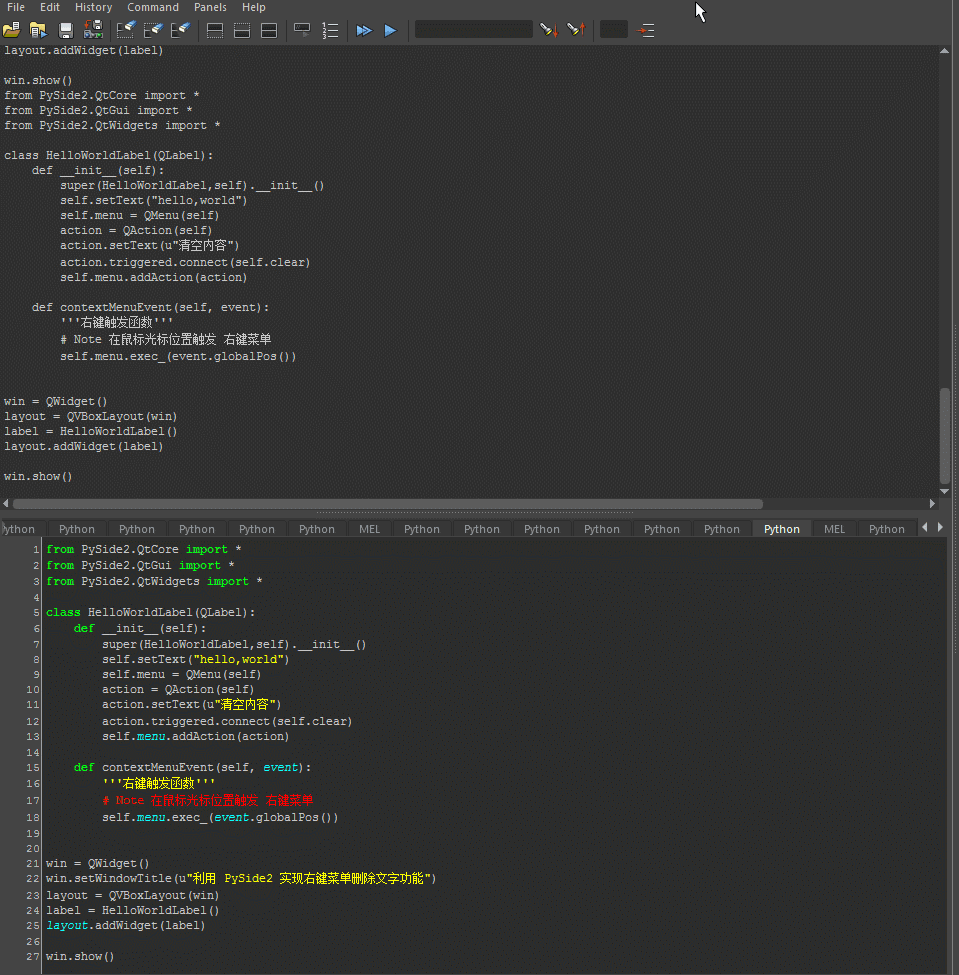 File Edit History Command Panels Help
layout.addWidget(label)
win.show()
from PySide2.QtCore import *
from PySide2.QtGui import *
from PySide2.QtWidgets import *
class HelloWorldLabel(QLabel):
    def __init__(self):
        super(HelloWorldLabel,self).__init__()
        self.setText("hello,world")
        self.menu = QMenu(self)
        action = QAction(self)
        action.setText(u"清空内容")
        action.triggered.connect(self.clear)
        self.menu.addAction(action)
    def contextMenuEvent(self, event):
        '''右键触发函数'''
        # Note 在鼠标光标位置触发 右键菜单
        self.menu.exec_(event.globalPos())
win = QWidget()
layout = QVBoxLayout(win)
label = HelloWorldLabel()
layout.addWidget(label)
win.show()
ython Python Python Python Python Python MEL Python Python Python Python Python Python Python MEL Python
1 from PySide2.QtCore import *
2 from PySide2.QtGui import *
3 from PySide2.QtWidgets import *
4
5 class HelloWorldLabel(QLabel):
6     def __init__(self):
7         super(HelloWorldLabel,self).__init__()
8         self.setText("hello,world")
9         self.menu = QMenu(self)
10         action = QAction(self)
11         action.setText(u"清空内容")
12         action.triggered.connect(self.clear)
13         self.menu.addAction(action)
14
15     def contextMenuEvent(self, event):
16         '''右键触发函数'''
17         # Note 在鼠标光标位置触发 右键菜单
18         self.menu.exec_(event.globalPos())
19
20
21 win = QWidget()
22 win.setWindowTitle(u"利用 PySide2 实现右键菜单删除文字功能")
23 layout = QVBoxLayout(win)
24 label = HelloWorldLabel()
25 layout.addWidget(label)
26
27 win.show()